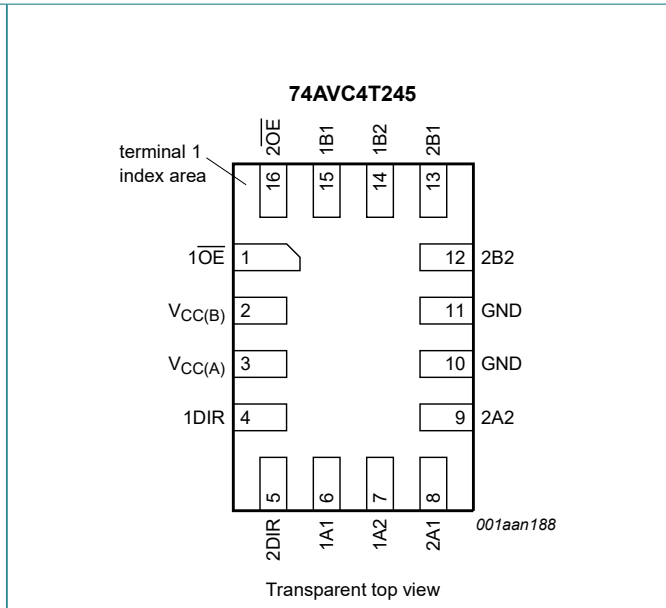 74AVC4T245
terminal 1
index area
2O̅E̅
1B1
1B2
2B1
16
15
14
13
1O̅E̅ 1
12 2B2
VCC(B) 2
11 GND
VCC(A) 3
10 GND
1DIR 4
9 2A2
5
6
7
8
2DIR
1A1
1A2
2A1
001aan188
Transparent top view